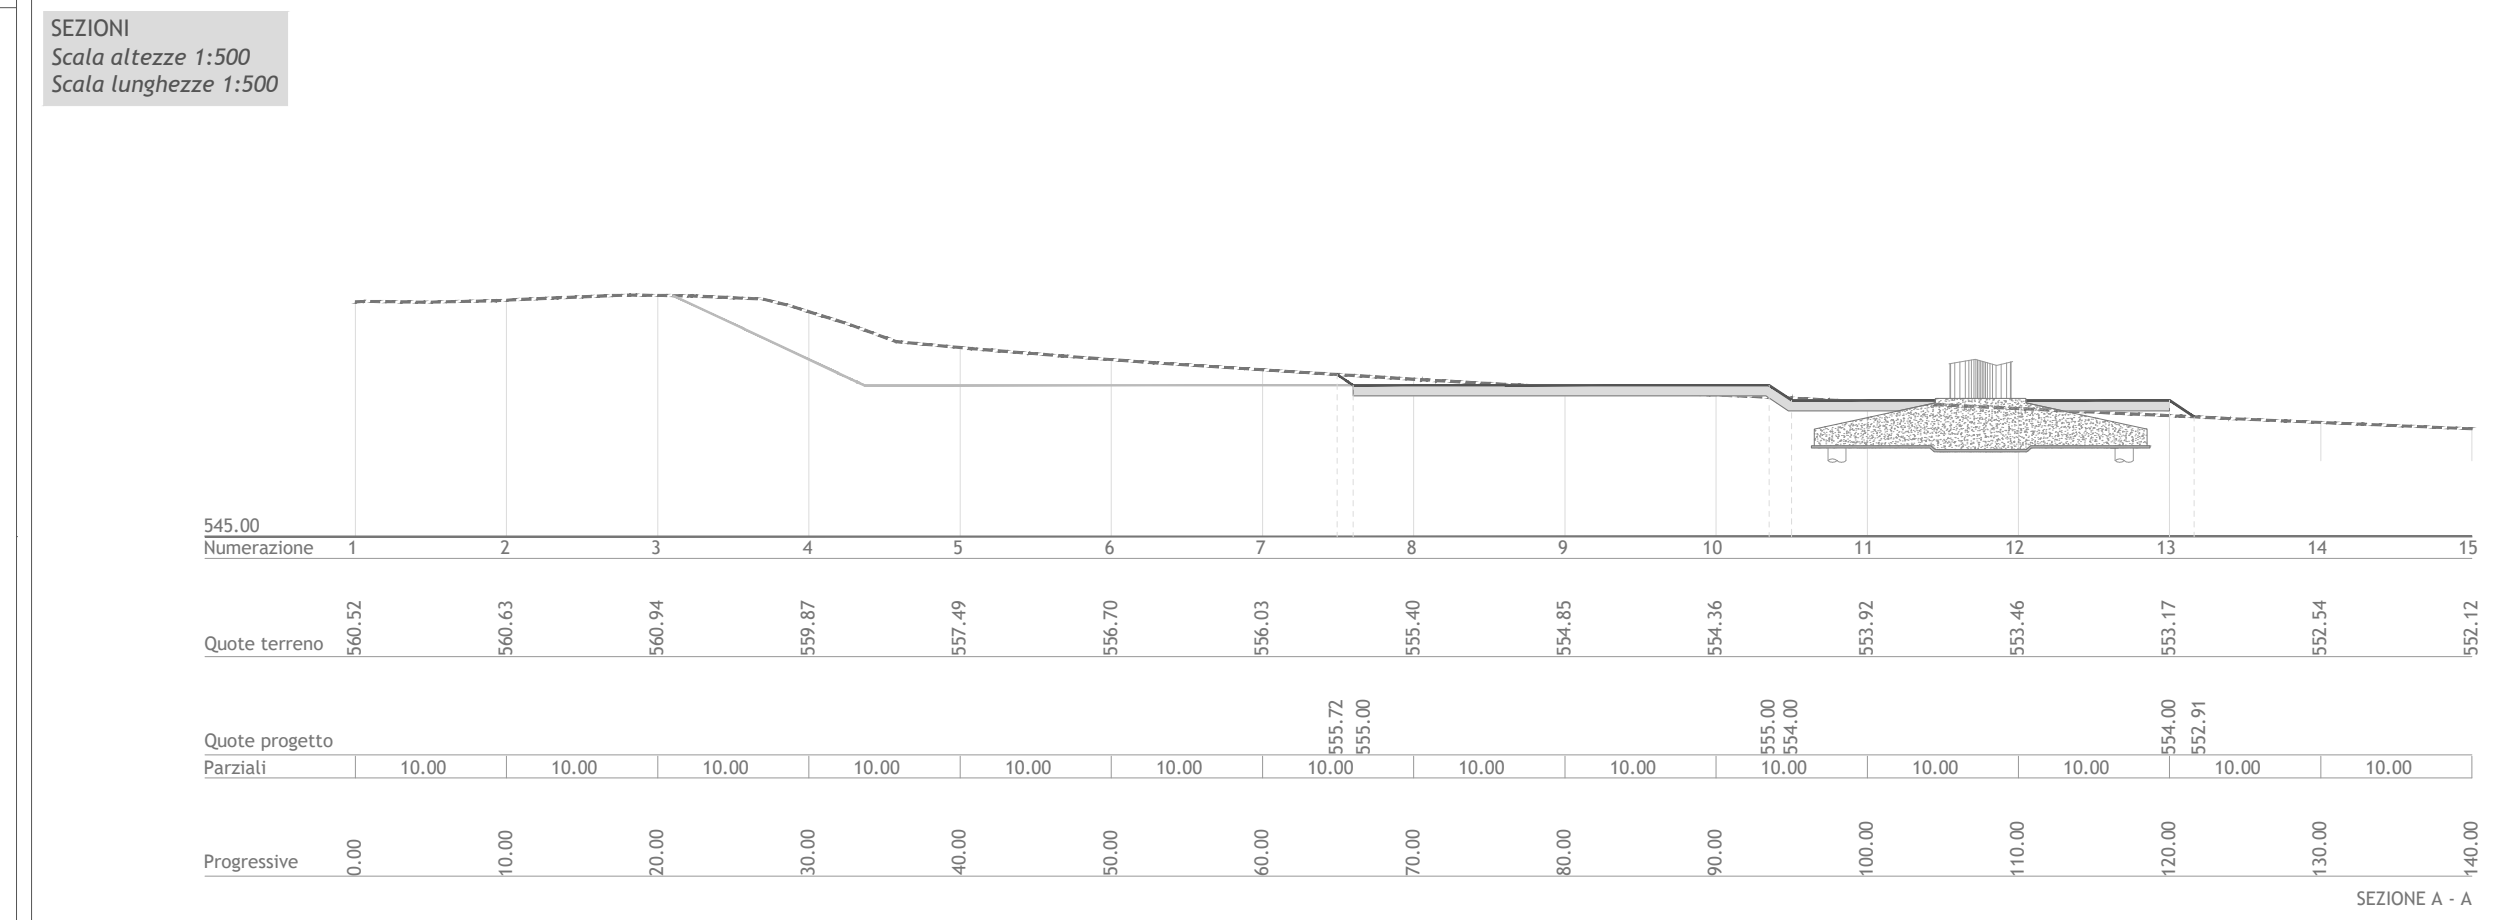 SEZIONI
Scala altezze 1:500
Scala lunghezze 1:500
545.00
Numerazione 1 2 3 4 5 6 7 8 9 10 11 12 13 14 15
Quote terreno 560.52 560.63 560.94 559.87 557.49 556.70 556.03 555.40 554.85 554.36 553.92 553.46 553.17 552.54 552.12
Quote progetto 555.72 555.00 555.00 554.00 554.00 552.91
Parziali 10.00 10.00 10.00 10.00 10.00 10.00 10.00 10.00 10.00 10.00 10.00 10.00 10.00 10.00
Progressive 0.00 10.00 20.00 30.00 40.00 50.00 60.00 70.00 80.00 90.00 100.00 110.00 120.00 130.00 140.00
SEZIONE A - A